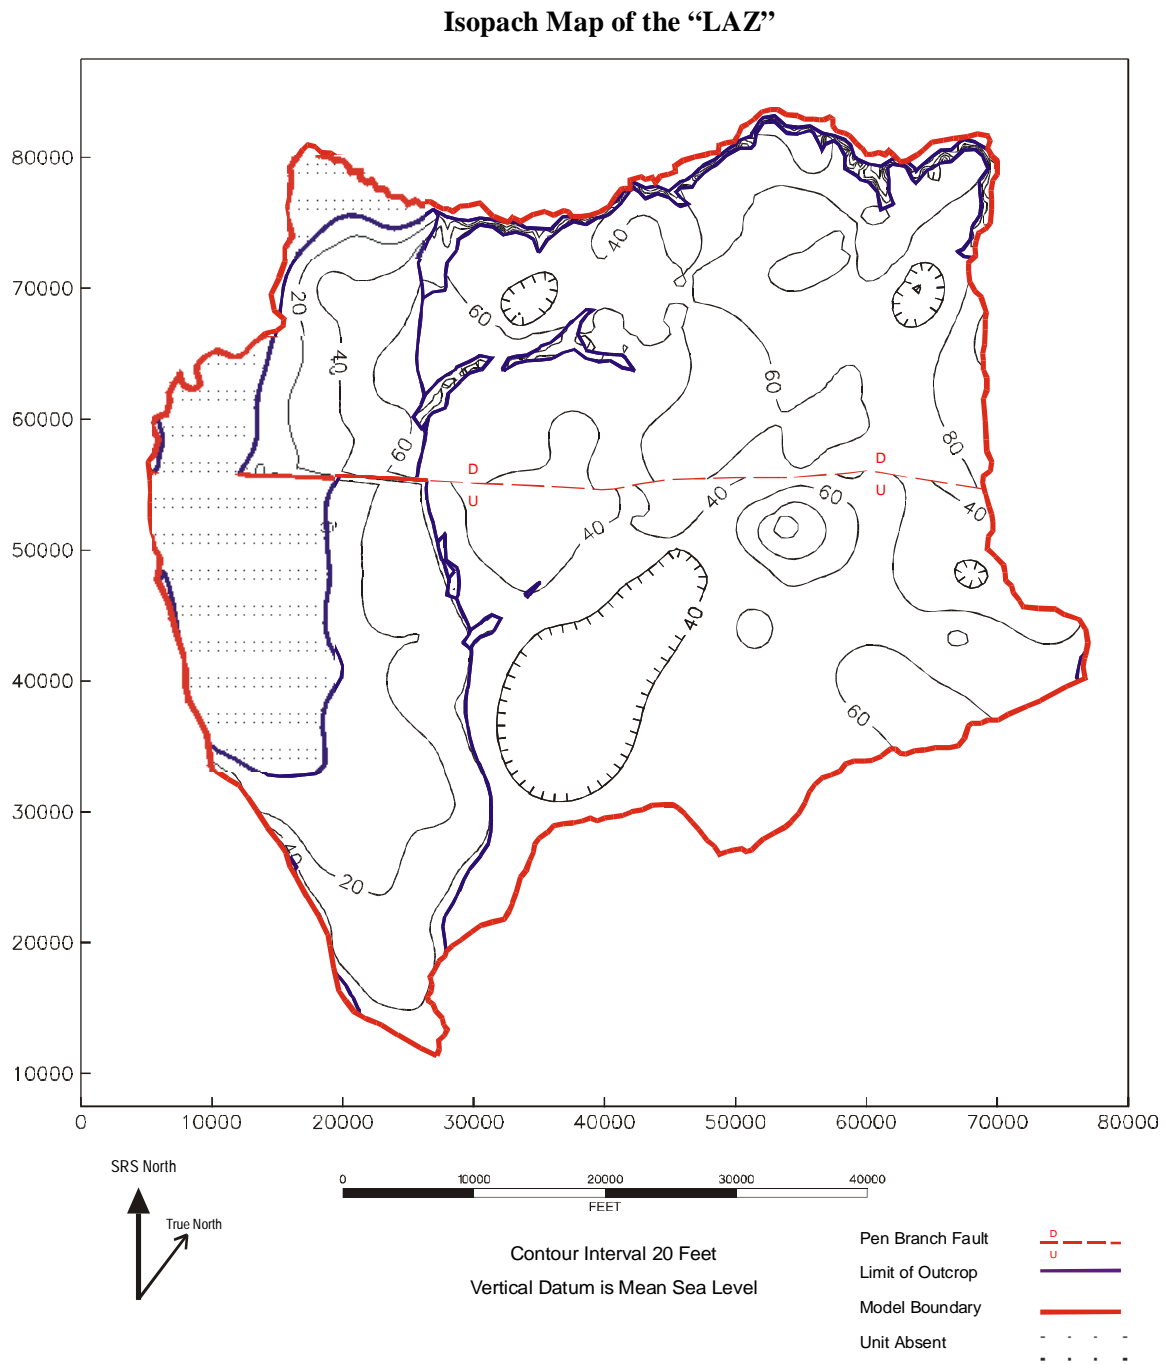 Isopach Map of the “LAZ”
80000
70000
60000
50000
40000
30000
20000
10000
0 10000 20000 30000 40000 50000 60000 70000 80000
40
20
60
40
60
80
60
D
U
D
U
0
40
40
60
40
40
60
20
40
SRS North
True North
0 10000 20000 30000 40000
FEET
Contour Interval 20 Feet
Vertical Datum is Mean Sea Level
Pen Branch Fault
D
U
Limit of Outcrop
Model Boundary
Unit Absent